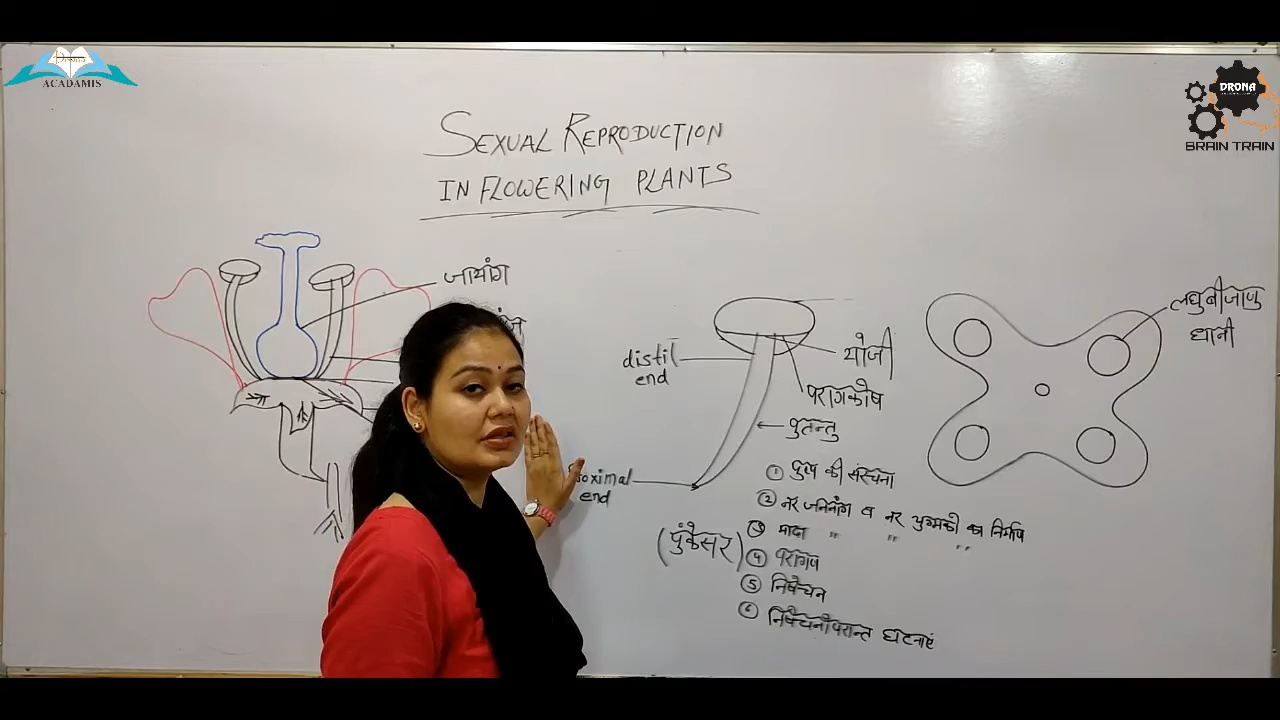 Drona
ACADAMIS
DRONA
BRAIN TRAIN
SEXUAL REPRODUCTION
IN FLOWERING PLANTS
जायांग
लघुबीजाणु
धानी
distil
end
योजी
परागकोष
पुतन्तु
oximal
end
(पुंकेसर)
① पुष्प की संरचना
② नर जननांग व नर युग्मको का निर्माण
③ मादा " " "
④ परागण
⑤ निषेचन
⑥ निषेचनोपरान्त घटनाएं